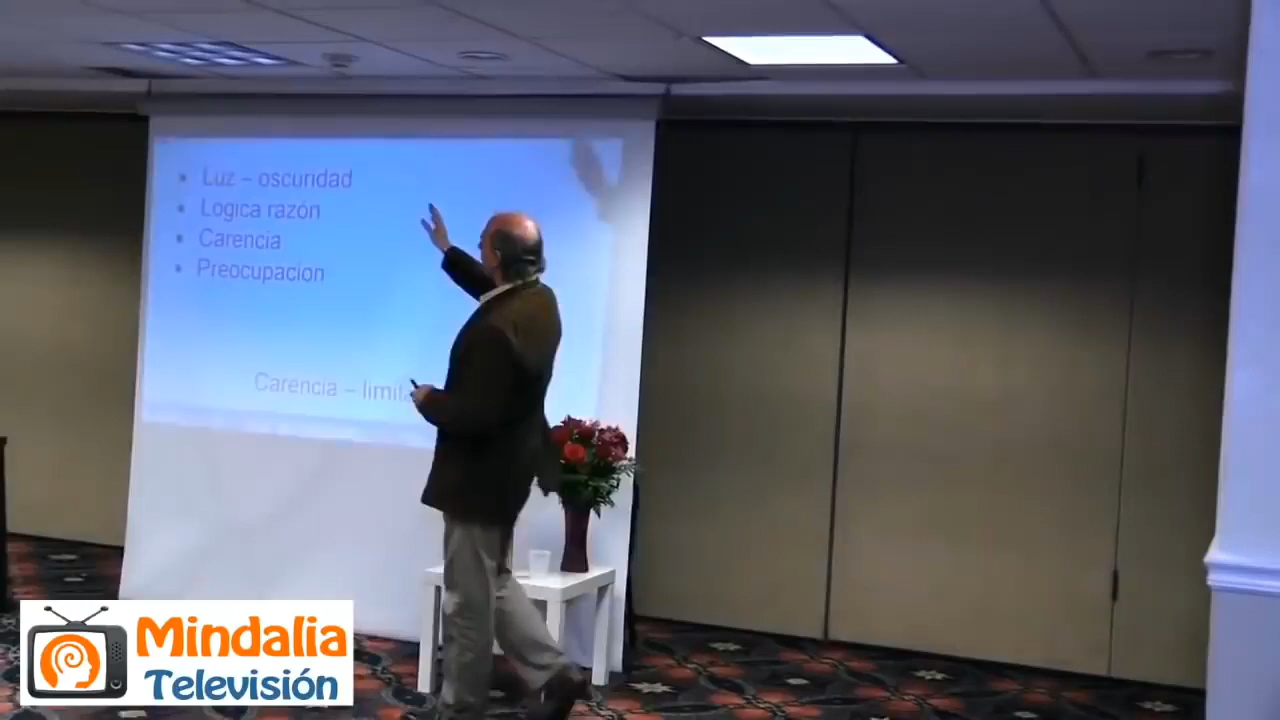 Luz – oscuridad
Logica razón
Carencia
Preocupacion
Carencia –
Mindalia
Televisión